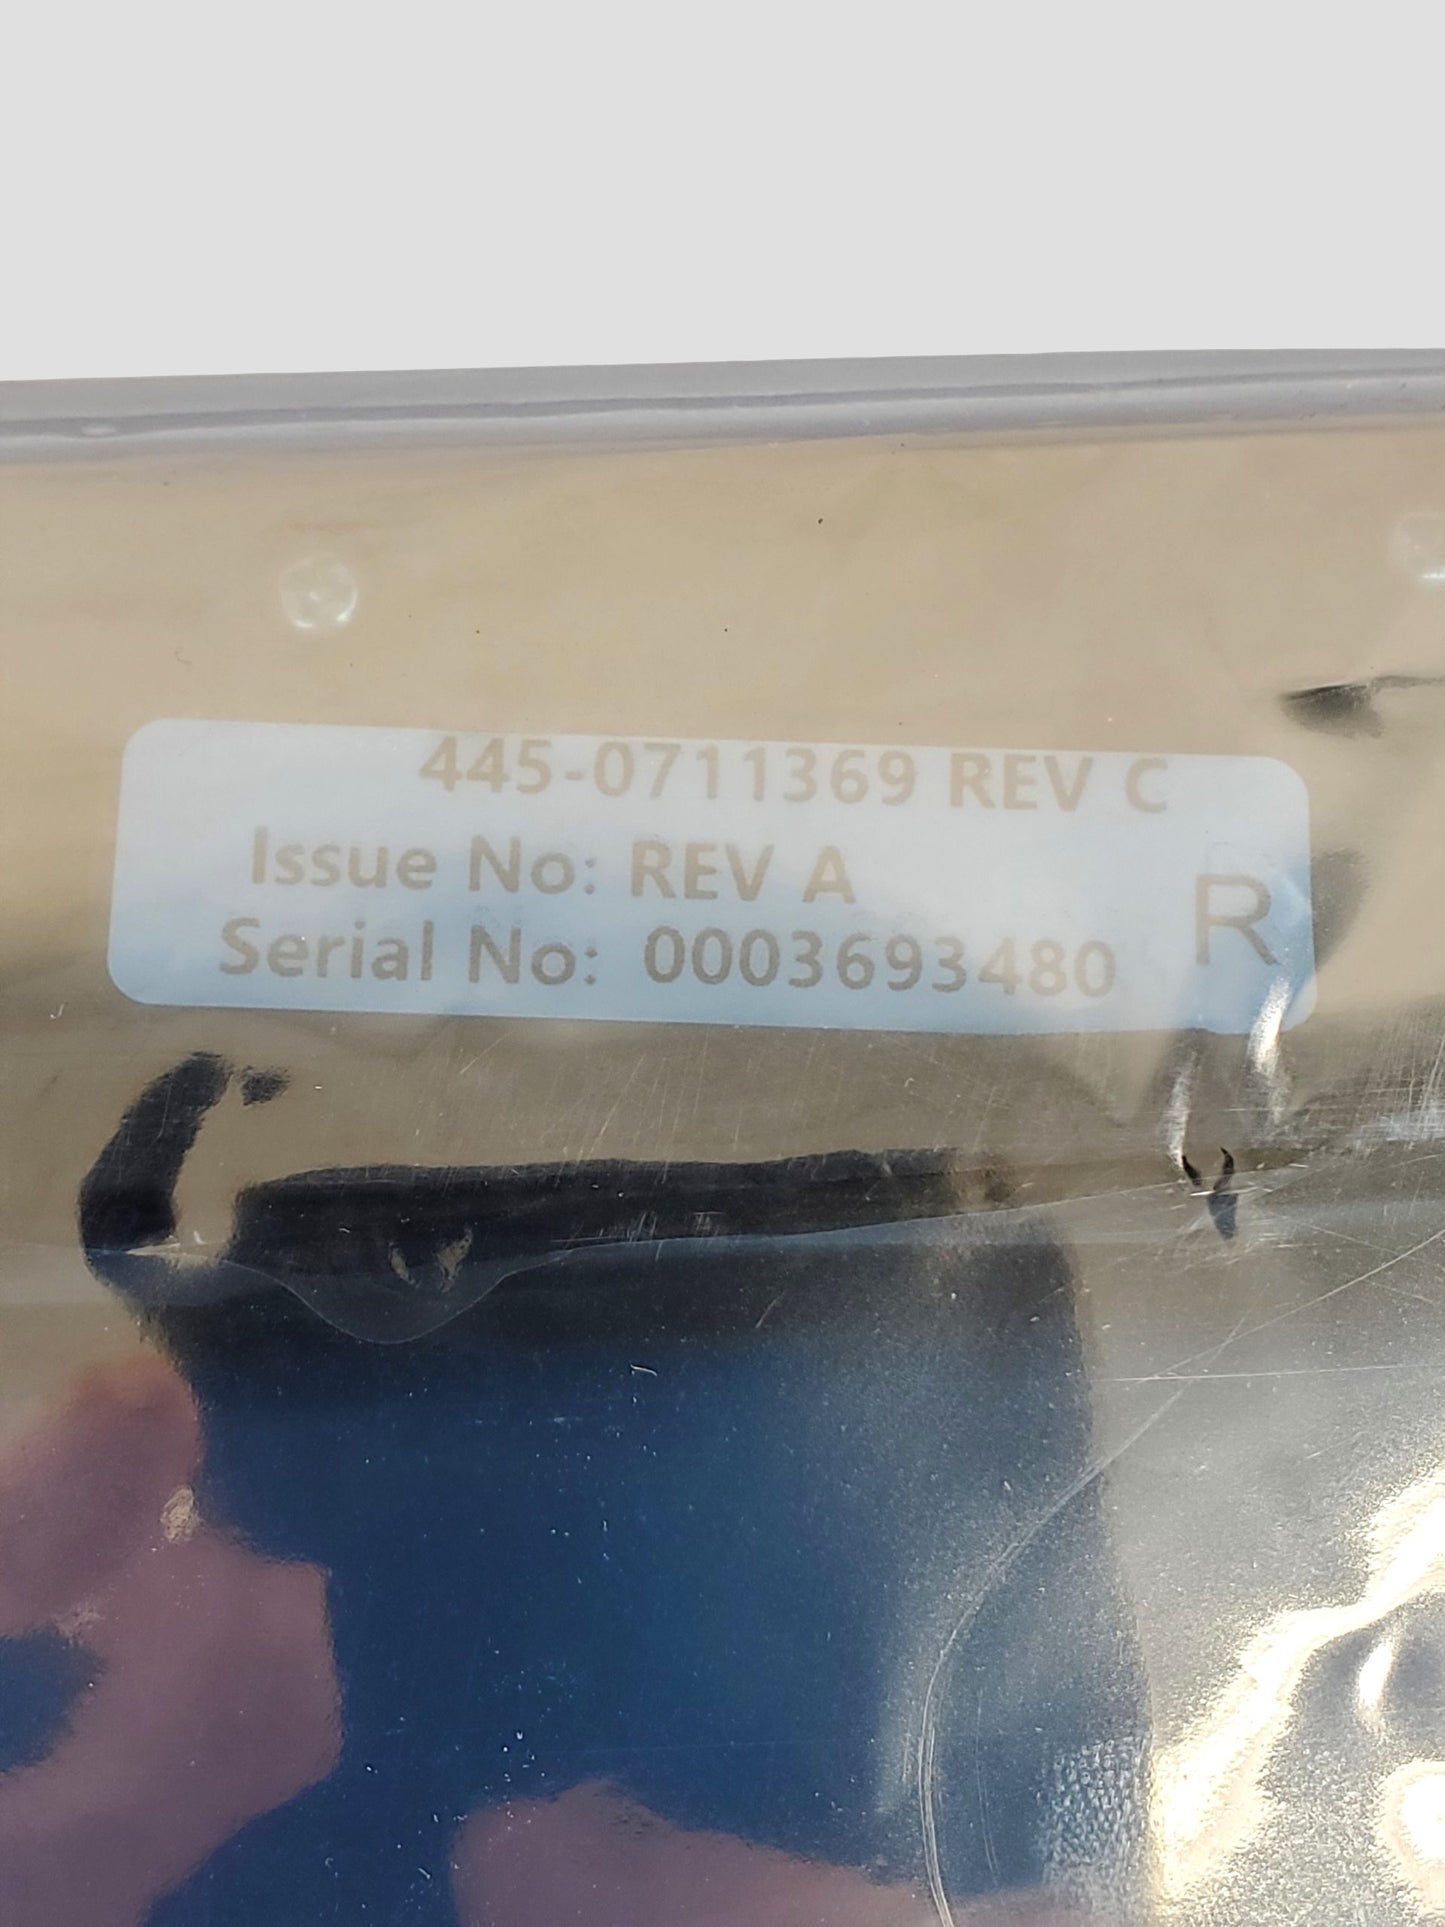 445-0711369 REV C
Issue No: REV A
Serial No: 0003693480
R